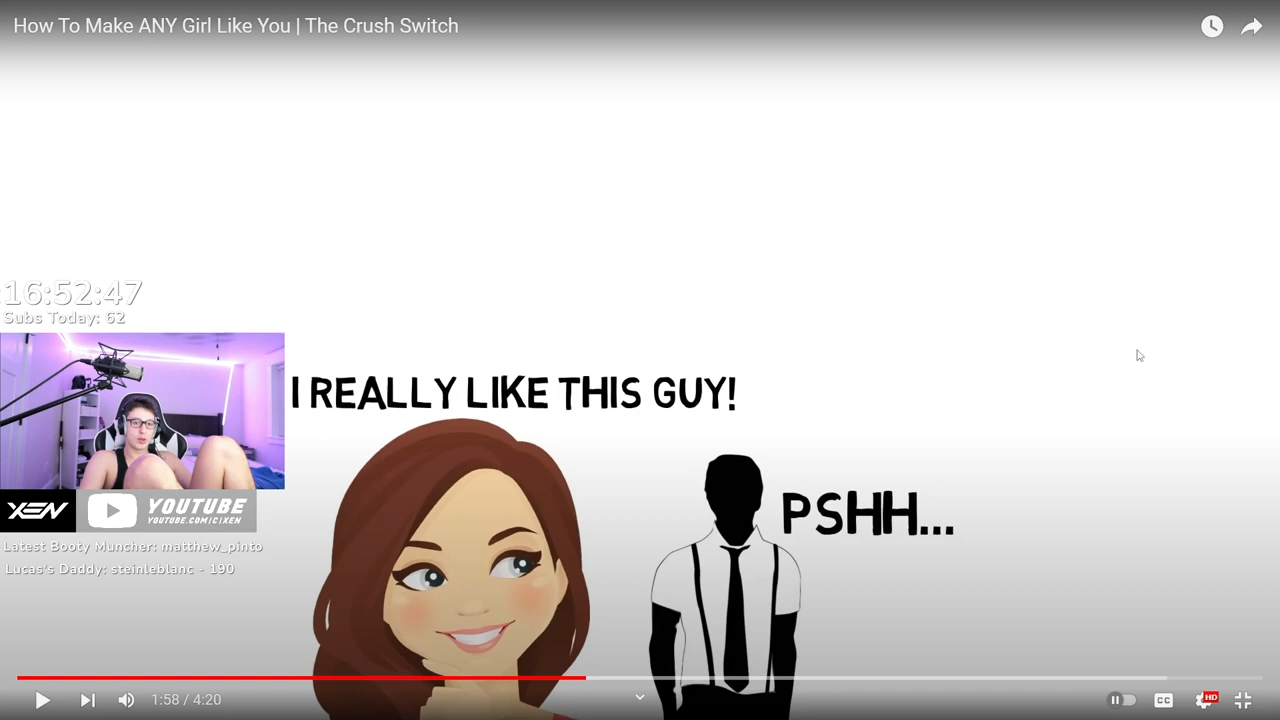 How To Make ANY Girl Like You | The Crush Switch
:16:52:47
Subs Today: 62
I REALLY LIKE THIS GUY!
PSHH...
XEN
YOUTUBE
YOUTUBE.COM/C/XEN
Latest Booty Muncher: matthew_pinto
Lucas's Daddy: steinleblanc - 190
1:58 / 4:20
CC
HD